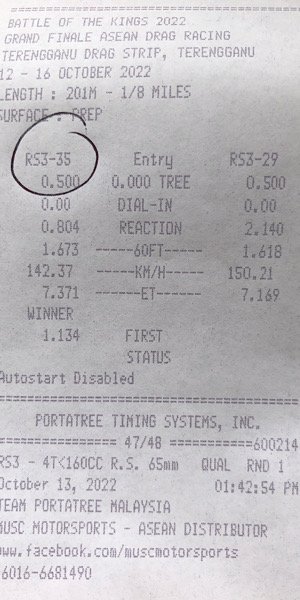 ====================================
BATTLE OF THE KINGS 2022
GRAND FINALE ASEAN DRAG RACING
TERENGGANU DRAG STRIP, TERENGGANU
12 - 16 OCTOBER 2022
LENGTH : 201M - 1/8 MILES
SURFACE : PREP
RS3-35 Entry RS3-29
0.500 0.000 TREE 0.500
0.00 DIAL-IN 0.00
0.804 REACTION 2.140
1.673 -----60FT----- 1.618
142.37 -----KM/H----- 150.21
7.371 ------ET------ 7.169
WINNER
1.134 FIRST
STATUS
Autostart Disabled
====================================
PORTATREE TIMING SYSTEMS, INC.
=============== 47/48 ===========600214
RS3 - 4T<160CC R.S. 65mm QUAL RND 1
October 13, 2022 01:42:54 PM
TEAM PORTATREE MALAYSIA
MUSC MOTORSPORTS - ASEAN DISTRIBUTOR
www.facebook.com/muscmotorsports
6016-6681490